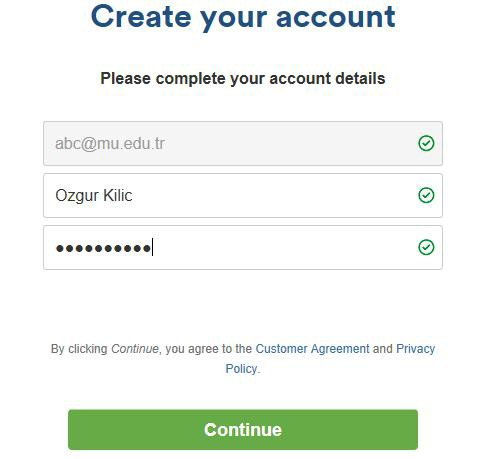 Create your account
Please complete your account details
abc@mu.edu.tr
Ozgur Kilic
●●●●●●●●●●
By clicking Continue, you agree to the Customer Agreement and Privacy
Policy.
Continue